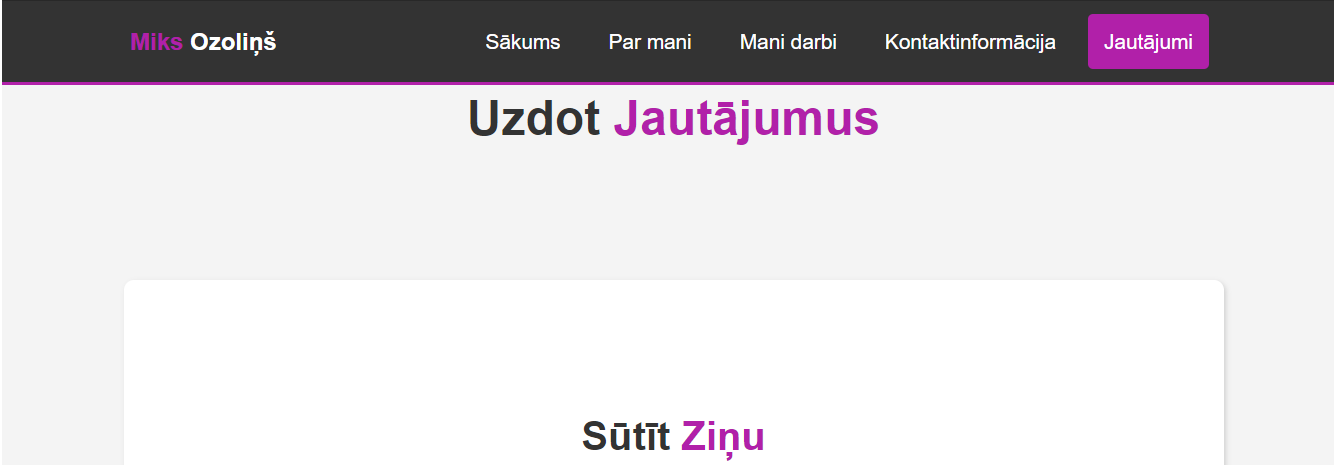 Miks Ozoliņš Sākums Par mani Mani darbi Kontaktinformācija Jautājumi
Uzdot Jautājumus
Sūtīt Ziņu